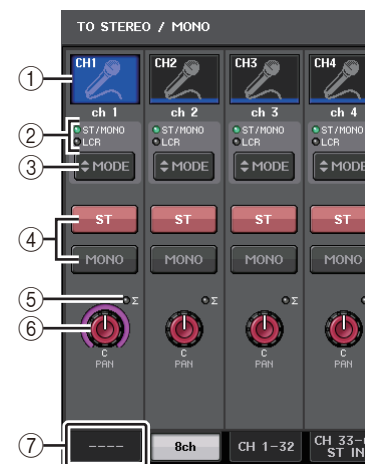 TO STEREO / MONO
CH1 CH2 CH3 CH4
① ch 1 ch 2 ch 3 ch 4
② ST/MONO ST/MONO ST/MONO ST/MONO
LCR LCR LCR LCR
③ MODE MODE MODE MODE
ST ST ST ST
④
MONO MONO MONO MONO
⑤ Σ Σ Σ
⑥
C C C
PAN PAN PAN
⑦ ---- 8ch CH 1-32 CH 33-
ST IN